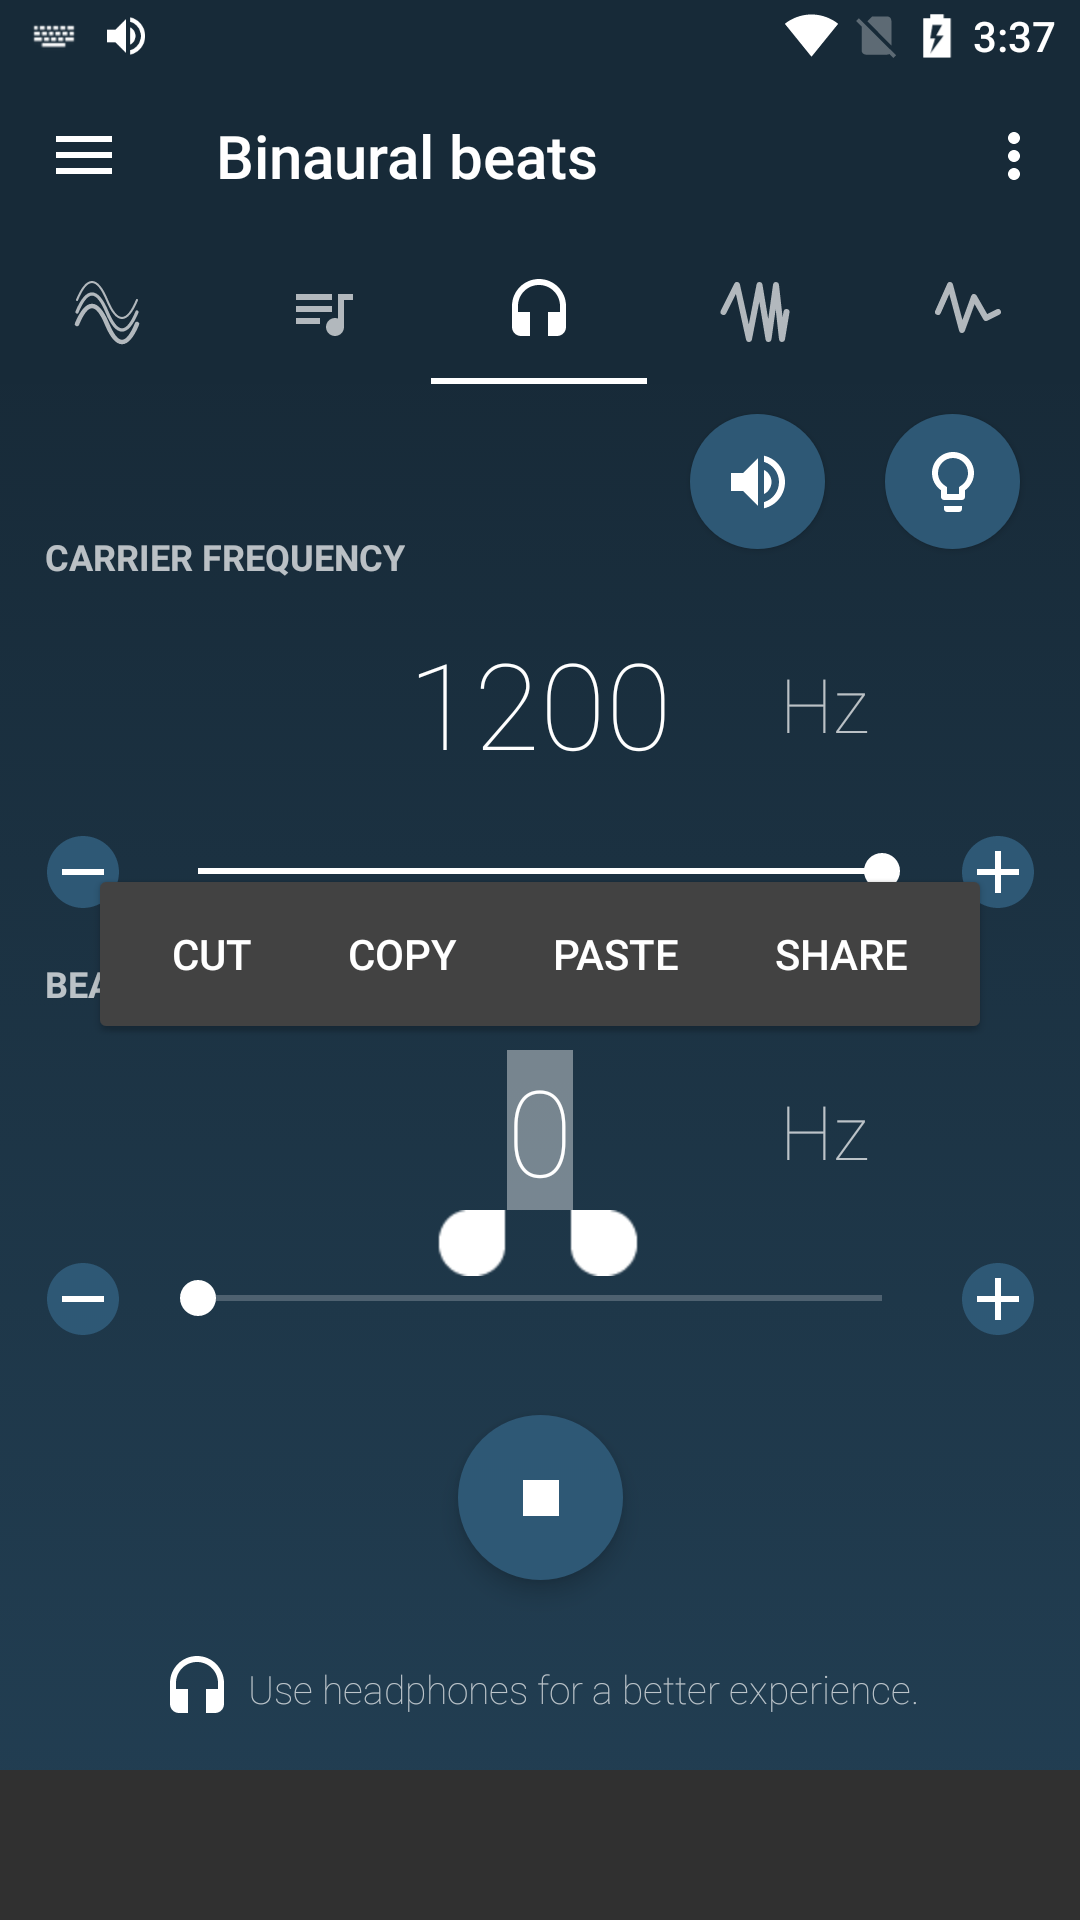 3:37
Binaural beats
CARRIER FREQUENCY
1200 Hz
CUT COPY PASTE SHARE
0 Hz
Use headphones for a better experience.